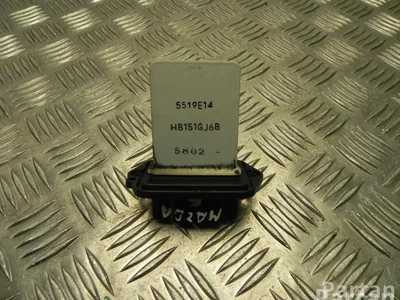 5519E14
HB151GJ6B
5802 -
MAZDA
Partan